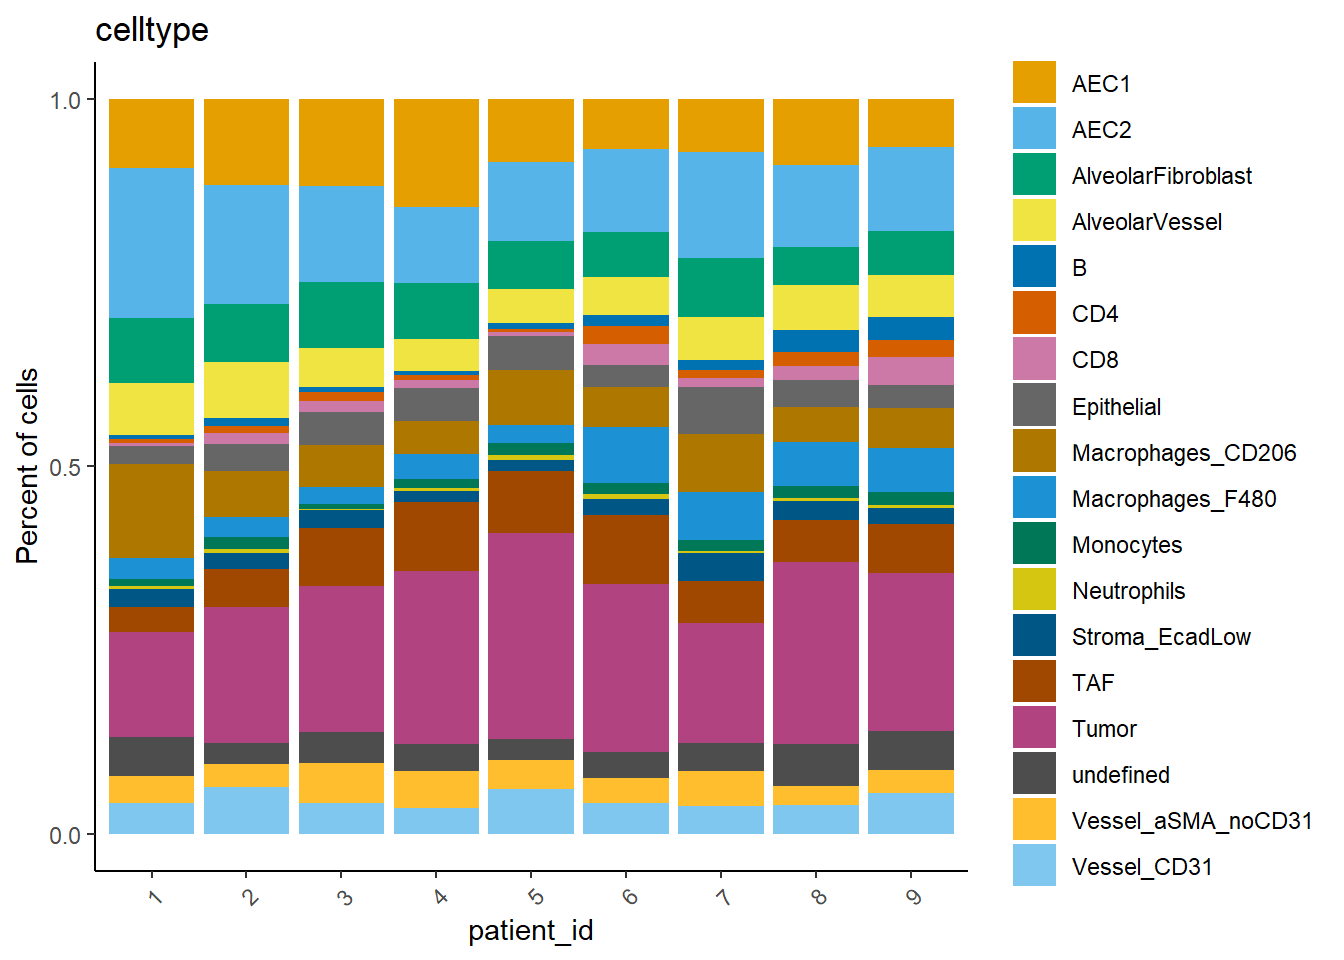 celltype
Percent of cells
1.0
0.5
0.0
1
2
3
4
5
6
7
8
9
patient_id
AEC1
AEC2
AlveolarFibroblast
AlveolarVessel
B
CD4
CD8
Epithelial
Macrophages_CD206
Macrophages_F480
Monocytes
Neutrophils
Stroma_EcadLow
TAF
Tumor
undefined
Vessel_aSMA_noCD31
Vessel_CD31